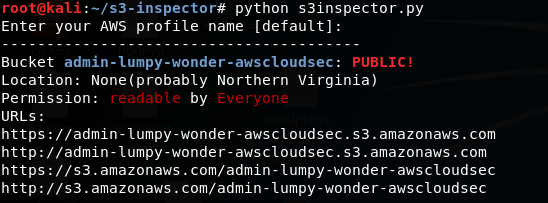 root@kali:~/s3-inspector# python s3inspector.py
Enter your AWS profile name [default]:
----------------------------------------
Bucket admin-lumpy-wonder-awscloudsec: PUBLIC!
Location: None(probably Northern Virginia)
Permission: readable by Everyone
URLs:
https://admin-lumpy-wonder-awscloudsec.s3.amazonaws.com
http://admin-lumpy-wonder-awscloudsec.s3.amazonaws.com
https://s3.amazonaws.com/admin-lumpy-wonder-awscloudsec
http://s3.amazonaws.com/admin-lumpy-wonder-awscloudsec